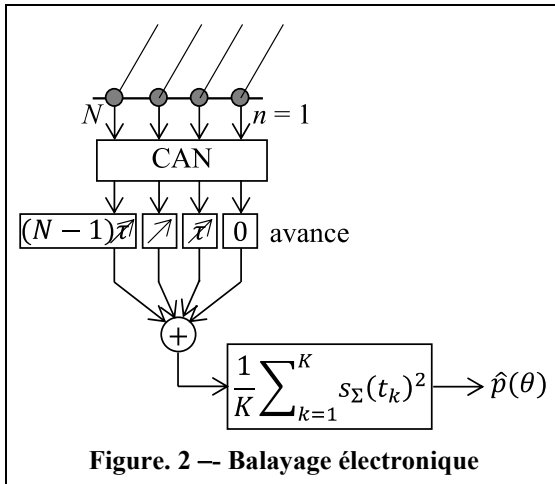 N n = 1
CAN
(N − 1)τ τ 0 avance
+
1/K ∑_{k=1}^{K} s_Σ(t_k)² p̂(θ)
Figure. 2 –- Balayage électronique